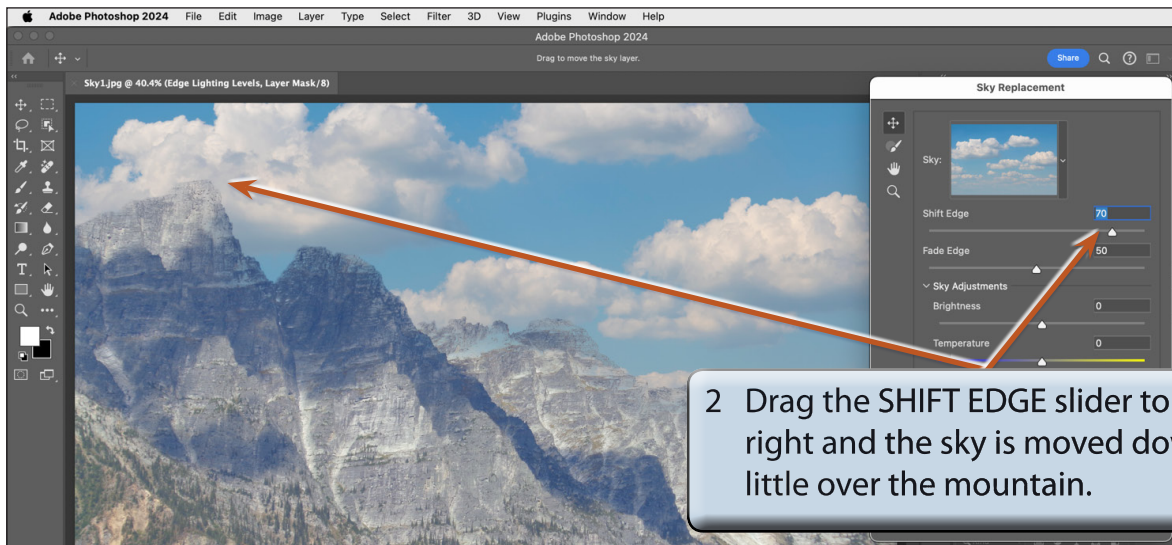 Adobe Photoshop 2024 File Edit Image Layer Type Select Filter 3D View Plugins Window Help
Adobe Photoshop 2024
Drag to move the sky layer.
Share
Sky1.jpg @ 40.4% (Edge Lighting Levels, Layer Mask/8)
Sky Replacement
Sky:
Shift Edge 70
Fade Edge 50
Sky Adjustments
Brightness 0
Temperature 0
2 Drag the SHIFT EDGE slider to
right and the sky is moved
little over the mountain.